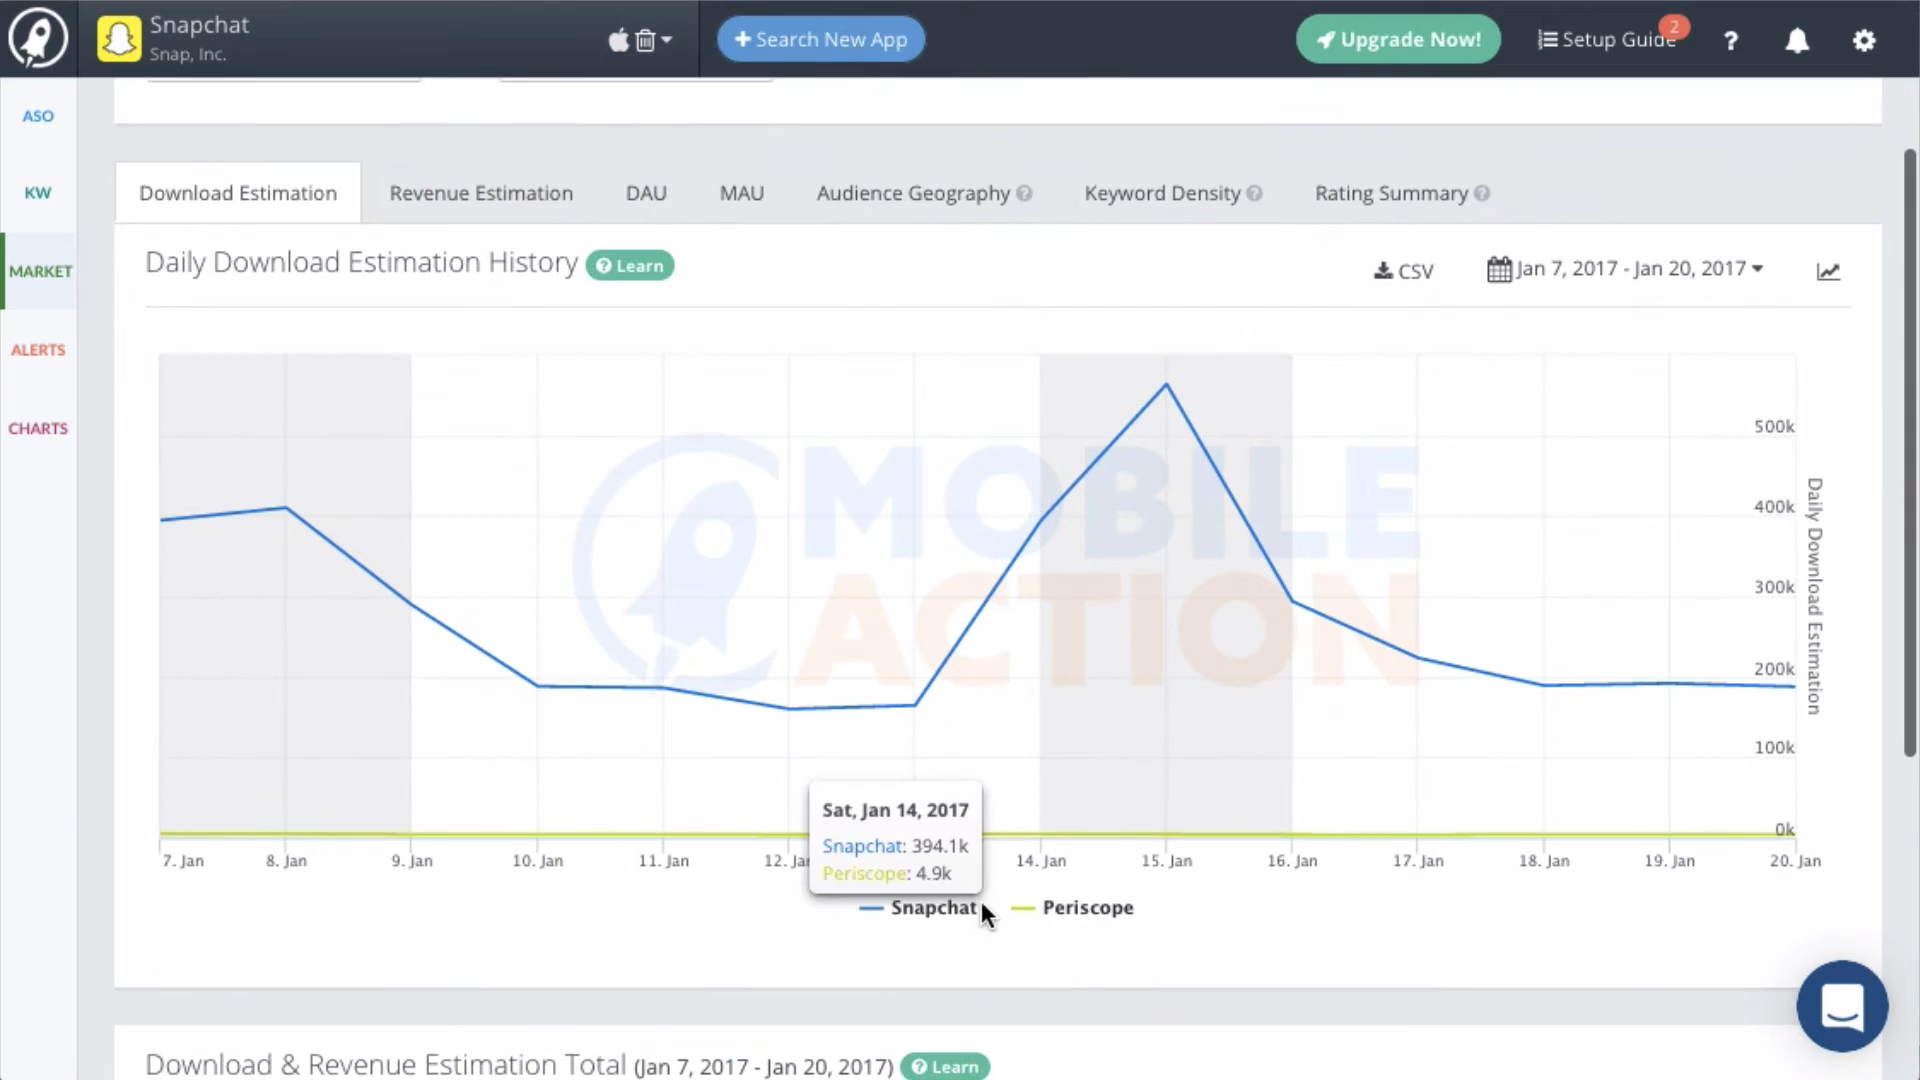 Snapchat
Snap, Inc.
Search New App
Upgrade Now!
Setup Guide
2
?
ASO
KW
MARKET
ALERTS
CHARTS
Download Estimation
Revenue Estimation
DAU
MAU
Audience Geography ?
Keyword Density ?
Rating Summary ?
Daily Download Estimation History
? Learn
CSV
Jan 7, 2017 - Jan 20, 2017
MOBILE
ACTION
500k
400k
300k
200k
100k
0k
Daily Download Estimation
Sat, Jan 14, 2017
Snapchat: 394.1k
Periscope: 4.9k
7. Jan
8. Jan
9. Jan
10. Jan
11. Jan
12. Jan
14. Jan
15. Jan
16. Jan
17. Jan
18. Jan
19. Jan
20. Jan
Snapchat
Periscope
Download & Revenue Estimation Total (Jan 7, 2017 - Jan 20, 2017)
? Learn